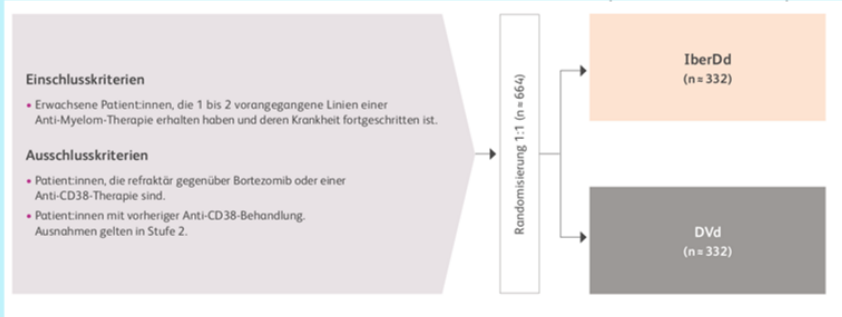 Einschlusskriterien
• Erwachsene Patient:innen, die 1 bis 2 vorangegangene Linien einer
Anti-Myelom-Therapie erhalten haben und deren Krankheit fortgeschritten ist.
Ausschlusskriterien
• Patient:innen, die refraktär gegenüber Bortezomib oder einer
Anti-CD38-Therapie sind.
• Patient:innen mit vorheriger Anti-CD38-Behandlung.
Ausnahmen gelten in Stufe 2.
Randomisierung 1:1 (n = 664)
IberDd
(n = 332)
DVd
(n = 332)